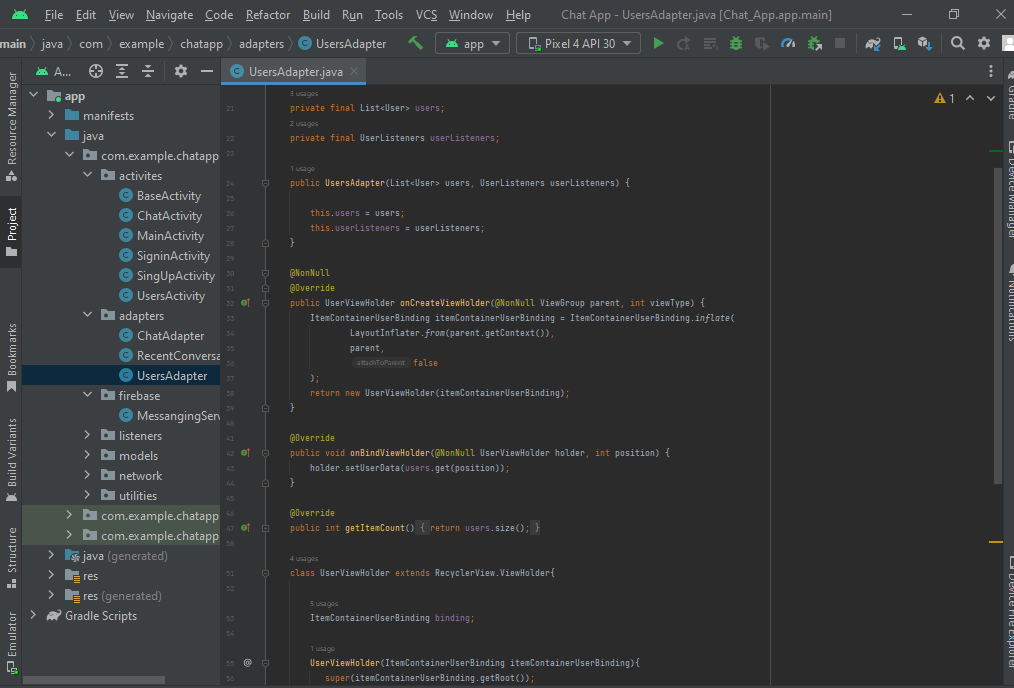 File Edit View Navigate Code Refactor Build Run Tools VCS Window Help Chat App - UsersAdapter.java [Chat_App.app.main]
main java com example chatapp adapters UsersAdapter app Pixel 4 API 30
A... UsersAdapter.java
Resource Manager
Project
Bookmarks
Build Variants
Structure
Emulator
app
manifests
java
com.example.chatapp
activites
BaseActivity
ChatActivity
MainActivity
SigninActivity
SingUpActivity
UsersActivity
adapters
ChatAdapter
RecentConversa
UsersAdapter
firebase
MessangingServ
listeners
models
network
utilities
com.example.chatapp
com.example.chatapp
java (generated)
res
res (generated)
Gradle Scripts
1
3 usages
21 private final List<User> users;
2 usages
22 private final UserListeners userListeners;
23
1 usage
24 public UsersAdapter(List<User> users, UserListeners userListeners) {
25
26 this.users = users;
27 this.userListeners = userListeners;
28 }
29
30 @NonNull
31 @Override
32 public UserViewHolder onCreateViewHolder(@NonNull ViewGroup parent, int viewType) {
33 ItemContainerUserBinding itemContainerUserBinding = ItemContainerUserBinding.inflate(
34 LayoutInflater.from(parent.getContext()),
35 parent,
36 attachToParent: false
37 );
38 return new UserViewHolder(itemContainerUserBinding);
39 }
40
41 @Override
42 public void onBindViewHolder(@NonNull UserViewHolder holder, int position) {
43 holder.setUserData(users.get(position));
44 }
45
46 @Override
47 public int getItemCount() { return users.size(); }
50
4 usages
51 class UserViewHolder extends RecyclerView.ViewHolder{
52
5 usages
53 ItemContainerUserBinding binding;
54
1 usage
55 @ UserViewHolder(ItemContainerUserBinding itemContainerUserBinding){
56 super(itemContainerUserBinding.getRoot());
Gradle
Device Manager
Notifications
Device File Explorer